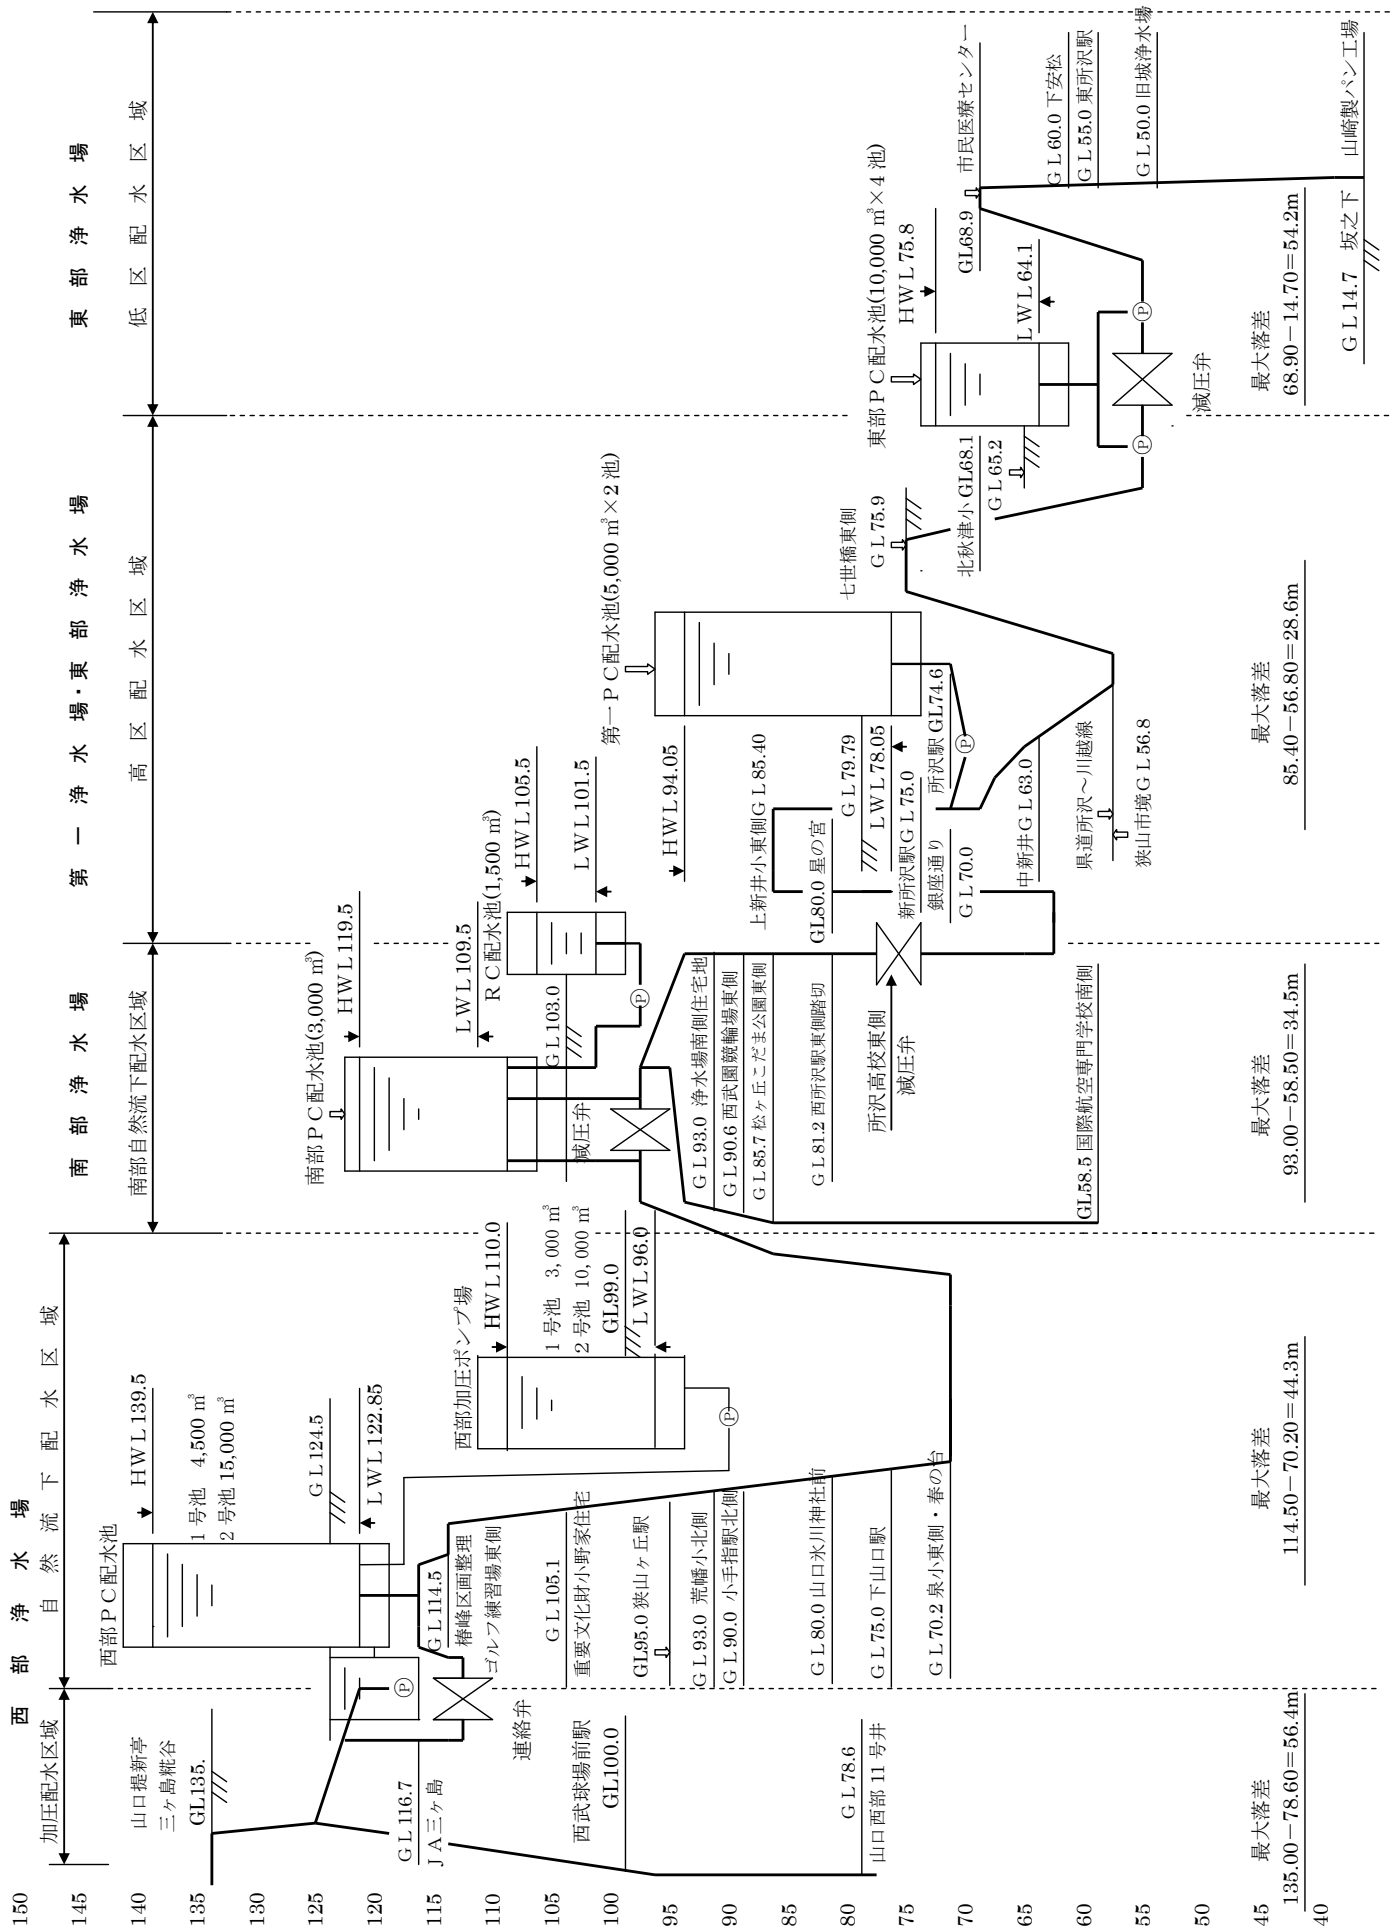 西 部 浄 水 場
南 部 浄 水 場
第 一 浄 水 場・東 部 浄 水 場
東 部 浄 水 場
加圧配水区域
自 然 流 下 配 水 区 域
南部自然流下配水区域
高 区 配 水 区 域
低 区 配 水 区 域
150
145
140
135
130
125
120
115
110
105
100
95
90
85
80
75
70
65
60
55
50
45
40
山口提新亭
三ヶ島糀谷
GL135.
GL116.7
JA三ヶ島
西武球場前駅
GL100.0
GL78.6
山口西部 11 号井
最大落差
135.00-78.60=56.4m
西部PC配水池
HWL139.5
1 号池 4,500 ㎥
2 号池 15,000 ㎥
GL124.5
LWL122.85
P
連絡弁
GL114.5
椿峰区画整理
ゴルフ練習場東側
GL105.1
重要文化財小野家住宅
GL95.0 狭山ヶ丘駅
GL93.0 荒幡小北側
GL90.0 小手指駅北側
GL80.0 山口氷川神社前
GL75.0 下山口駅
GL70.2 泉小東側・春の台
西部加圧ポンプ場
HWL110.0
1 号池 3, 000 ㎥
2 号池 10, 000 ㎥
GL99.0
LWL96.0
P
最大落差
114.50-70.20=44.3m
南部PC配水池(3,000 ㎥)
HWL119.5
LWL109.5
RC配水池(1,500 ㎥)
HWL105.5
LWL101.5
GL103.0
減圧弁
P
GL93.0 浄水場南側住宅地
GL90.6 西武園競輪場東側
GL85.7 松ヶ丘こだま公園東側
GL81.2 西所沢駅東側踏切
所沢高校東側
減圧弁
GL58.5 国際航空専門学校南側
最大落差
93.00-58.50=34.5m
第一PC配水池(5,000 ㎥×2 池)
HWL94.05
上新井小東側GL85.40
GL80.0 星の宮
GL79.79
LWL78.05
新所沢駅GL75.0
所沢駅 GL74.6
銀座通り
GL70.0
P
中新井GL63.0
県道所沢～川越線
狭山市境GL56.8
七世橋東側
GL75.9
北秋津小GL68.1
GL65.2
最大落差
85.40-56.80=28.6m
東部PC配水池(10,000 ㎥×4 池)
HWL75.8
LWL64.1
P
P
減圧弁
GL68.9
市民医療センター
GL60.0 下安松
GL55.0 東所沢駅
GL50.0 旧城浄水場
GL14.7 坂之下
山崎製パン工場
最大落差
68.90-14.70=54.2m